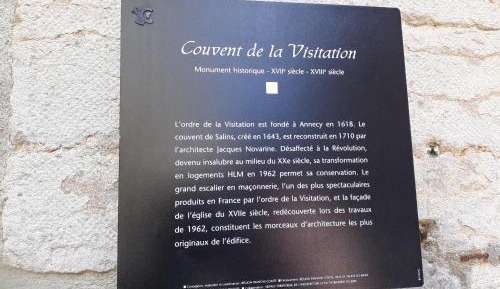 Couvent de la Visitation
Monument historique - XVIIe siècle - XVIIIe siècle
L'ordre de la Visitation est fondé à Annecy en 1618. Le
couvent de Salins, créé en 1643, est reconstruit en 1710 par
l'architecte Jacques Novarine. Désaffecté à la Révolution,
devenu insalubre au milieu du XXe siècle, sa transformation
en logements HLM en 1962 permet sa conservation. Le
grand escalier en maçonnerie, l'un des plus spectaculaires
produits en France par l'ordre de la Visitation, et la façade
de l'église du XVIIe siècle, redécouverte lors des travaux
de 1962, constituent les morceaux d'architecture les plus
originaux de l'édifice.